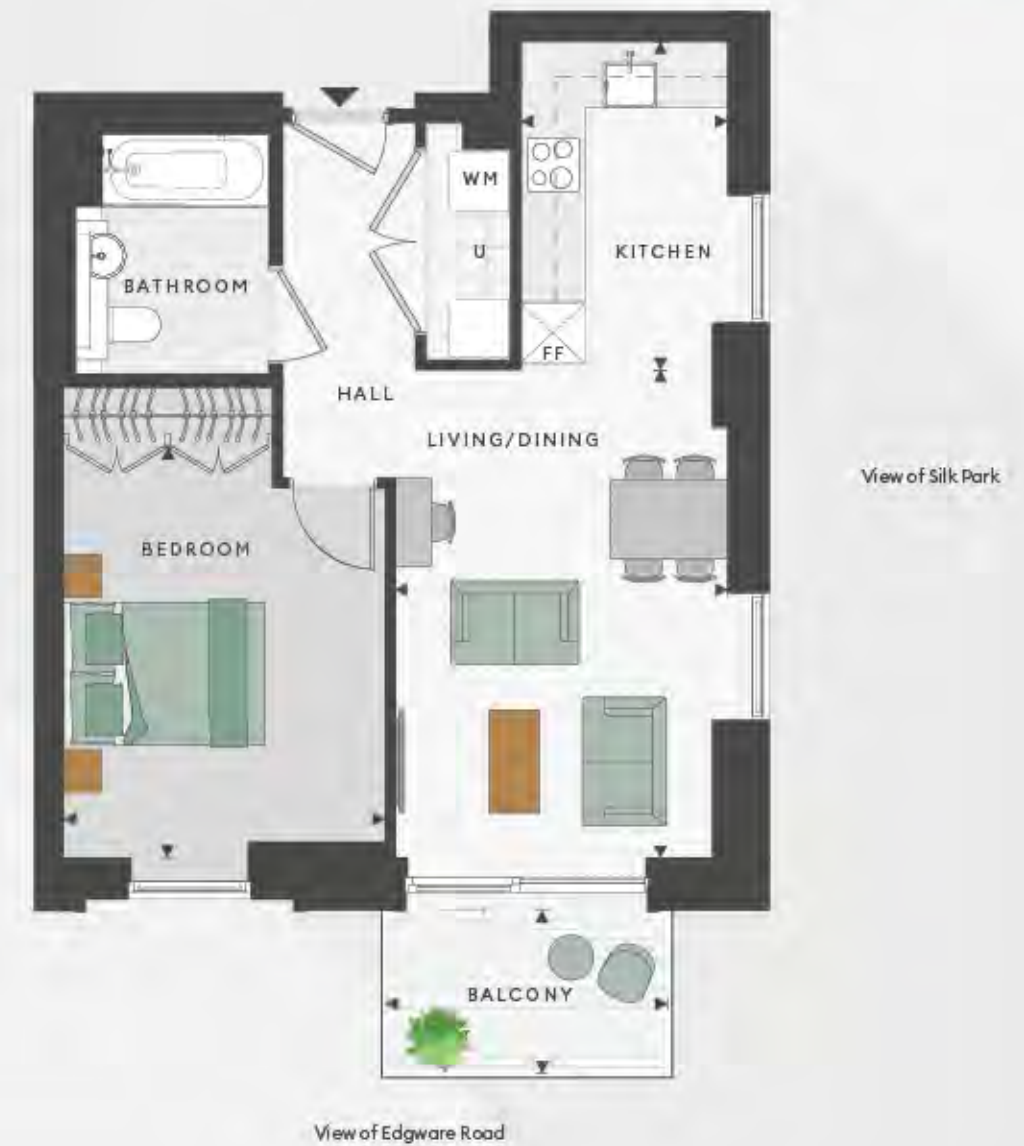 WM
U
KITCHEN
BATHROOM
FF
HALL
LIVING/DINING
View of Silk Park
BEDROOM
BALCONY
View of Edgware Road